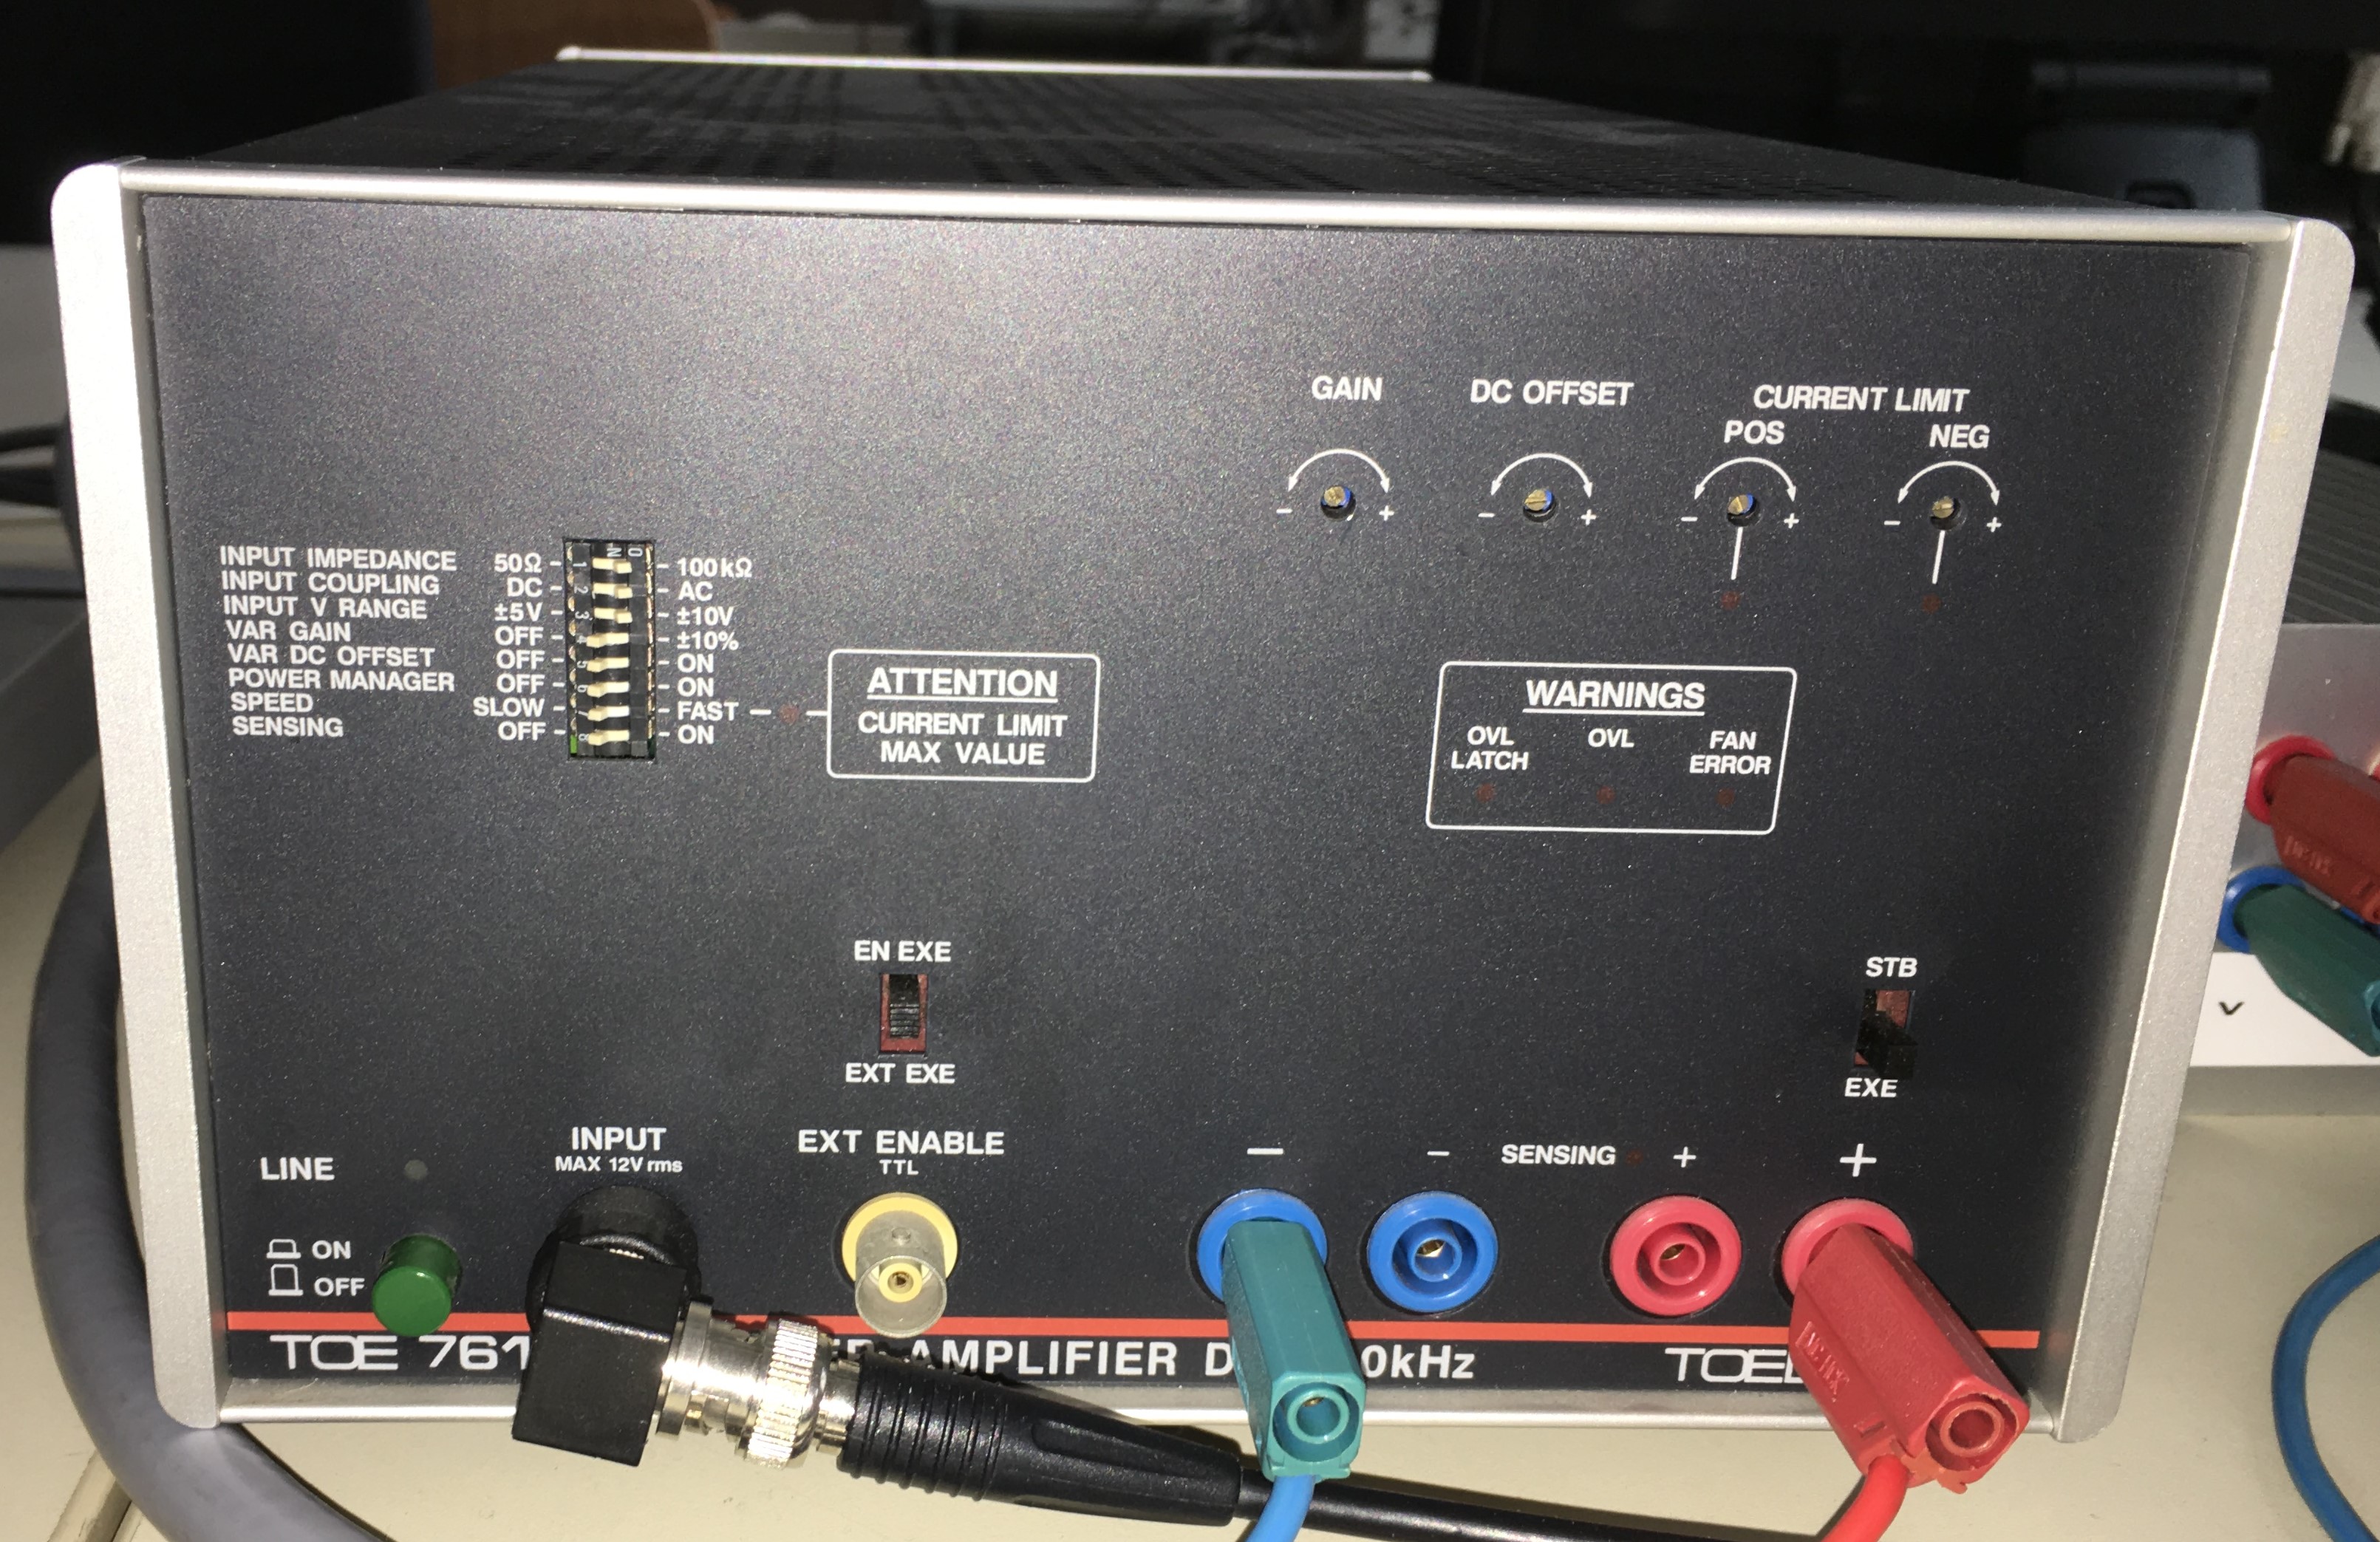 GAIN
DC OFFSET
CURRENT LIMIT
POS
NEG
- +
- +
- +
- +
INPUT IMPEDANCE 50Ω 100kΩ
INPUT COUPLING DC AC
INPUT V RANGE ±5V ±10V
VAR GAIN OFF ±10%
VAR DC OFFSET OFF ON
POWER MANAGER OFF ON
SPEED SLOW FAST
SENSING OFF ON
ATTENTION
CURRENT LIMIT
MAX VALUE
WARNINGS
OVL LATCH
OVL
FAN ERROR
EN EXE
EXT EXE
STB
EXE
LINE
ON
OFF
INPUT
MAX 12V rms
EXT ENABLE
TTL
−
− SENSING +
+
TOE 761
AMPLIFIER
0kHz
V